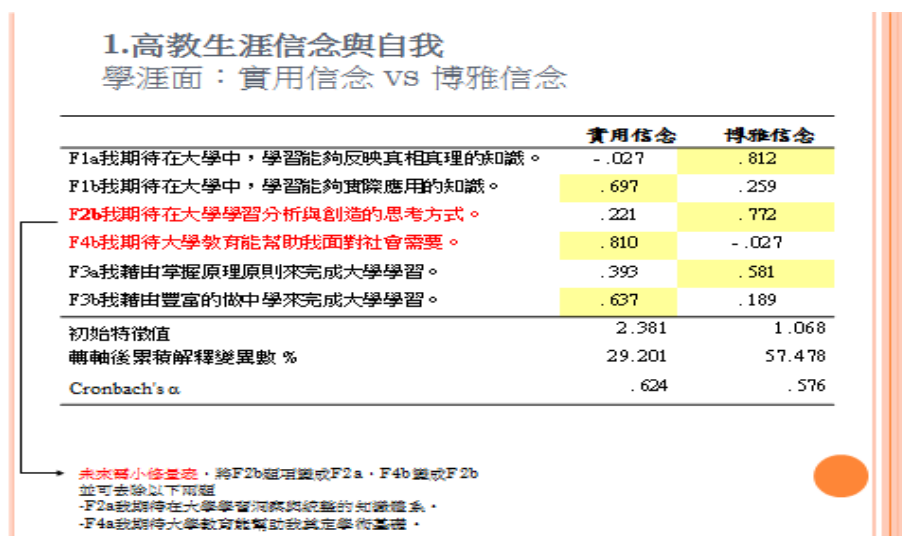 1.高教生涯信念與自我
學涯面：實用信念 vs 博雅信念
實用信念 博雅信念
F1a我期待在大學中，學習能夠反映真相真理的知識。 -.027 .812
F1b我期待在大學中，學習能夠實際應用的知識。 .697 .259
F2b我期待在大學學習分析與創造的思考方式。 .221 .772
F4b我期待大學教育能幫助我面對社會需要。 .810 -.027
F3a我藉由掌握原理原則來完成大學學習。 .393 .581
F3b我藉由豐富的做中學來完成大學學習。 .637 .189
初始特徵值 2.381 1.068
轉軸後累積解釋變異數 % 29.201 57.478
Cronbach's α .624 .576
未來需小修量表，將F2b題項變成F2a，F4b變成F2b
並可去除以下兩題
-F2a我期待在大學學習洞察與統整的知識體系。
-F4a我期待大學教育能幫助我奠定學術基礎。